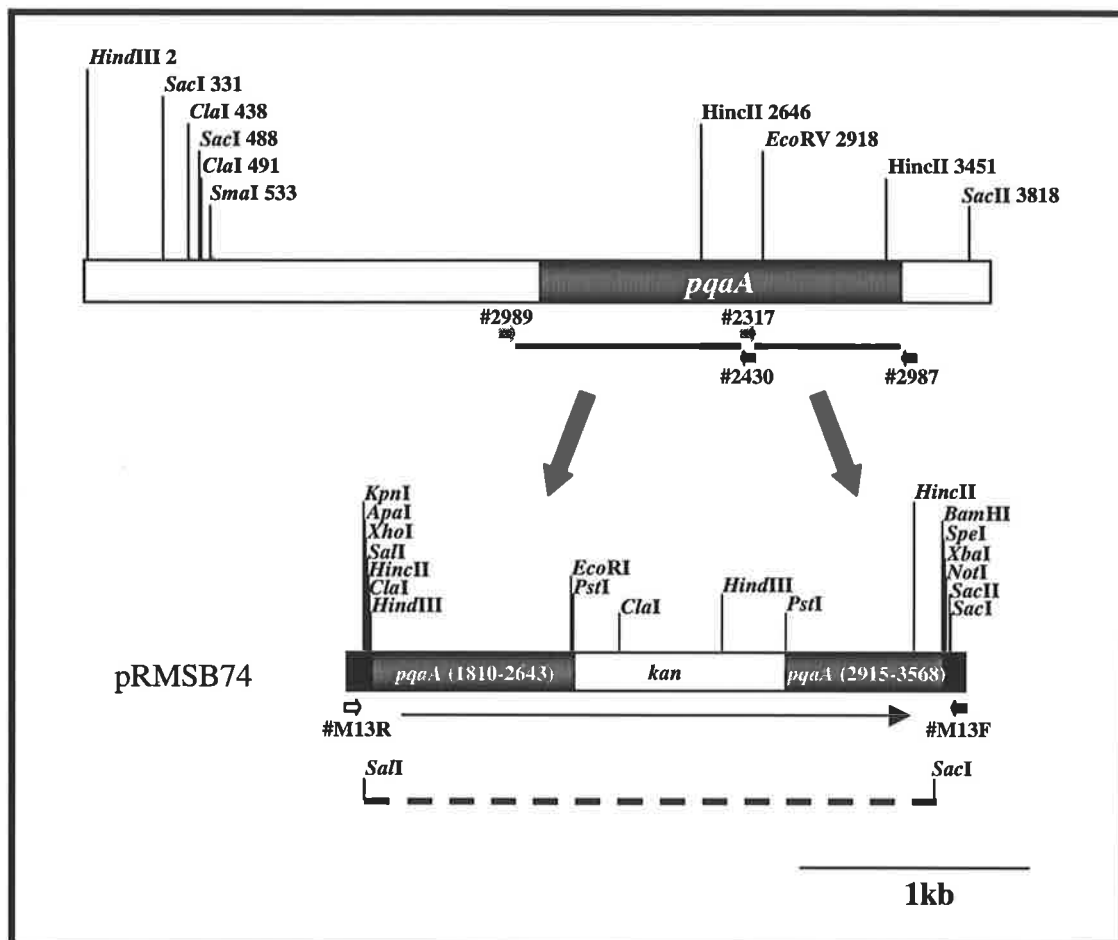 HindIII 2
SacI 331
ClaI 438
SacI 488
ClaI 491
SmaI 533
HincII 2646
EcoRV 2918
HincII 3451
SacII 3818
pqaA
#2989
#2317
#2430
#2987
KpnI
ApaI
XhoI
SalI
HincII
ClaI
HindIII
EcoRI
PstI
ClaI
HindIII
PstI
HincII
BamHI
SpeI
XbaI
NotI
SacII
SacI
pRMSB74
pqaA (1810-2643)
kan
pqaA (2915-3568)
#M13R
#M13F
SalI
SacI
1kb